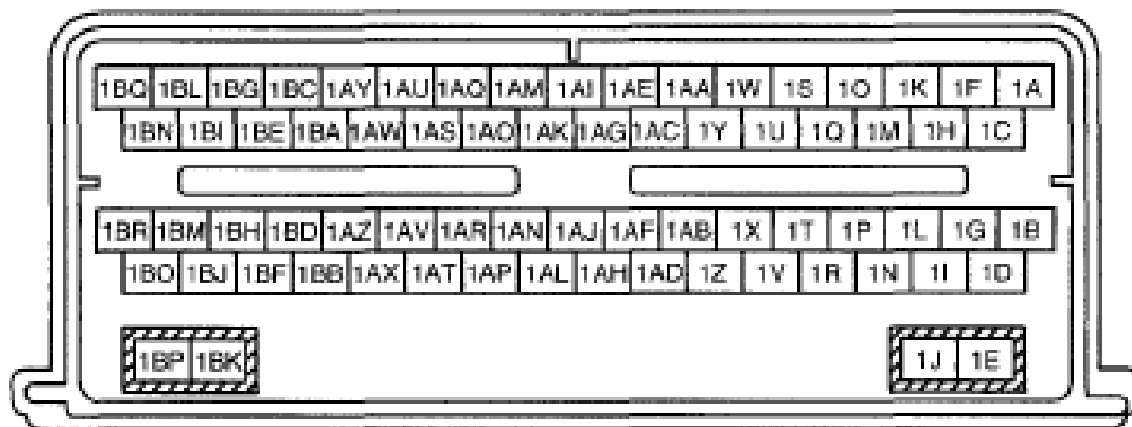 1BQ 1BL 1BG 1BC 1AY 1AU 1AQ 1AM 1AI 1AE 1AA 1W 1S 1O 1K 1F 1A
1BN 1BI 1BE 1BA 1AW 1AS 1AO 1AK 1AG 1AC 1Y 1U 1Q 1M 1H 1C
1BR 1BM 1BH 1BD 1AZ 1AV 1AR 1AN 1AJ 1AF 1AB 1X 1T 1P 1L 1G 1B
1BO 1BJ 1BF 1BB 1AX 1AT 1AP 1AL 1AH 1AD 1Z 1V 1R 1N 1I 1D
1BP 1BK 1J 1E